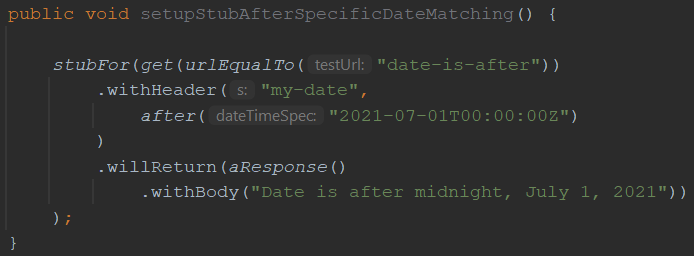 public void setupStubAfterSpecificDateMatching() {
stubFor(get(urlEqualTo( testUrl: "date-is-after"))
.withHeader( s: "my-date",
after( dateTimeSpec: "2021-07-01T00:00:00Z")
)
.willReturn(aResponse()
.withBody("Date is after midnight, July 1, 2021"))
);
}